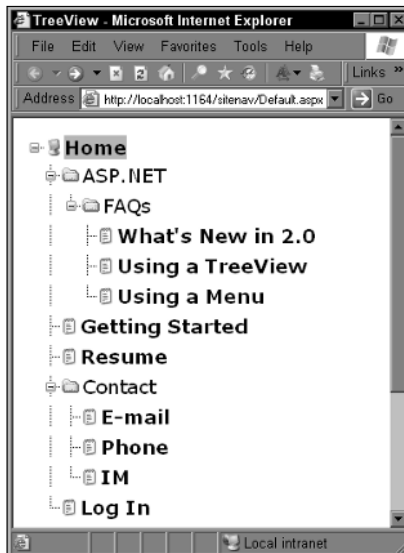 TreeView - Microsoft Internet Explorer
File Edit View Favorites Tools Help
Links »
Address http://localhost:1164/sitenav/Default.aspx Go
Home
ASP.NET
FAQs
What's New in 2.0
Using a TreeView
Using a Menu
Getting Started
Resume
Contact
E-mail
Phone
IM
Log In
Local intranet